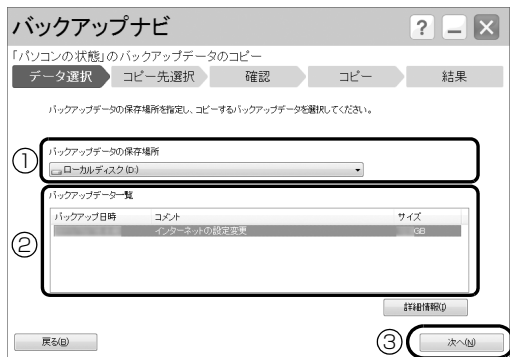 バックアップナビ
?
「パソコンの状態」のバックアップデータのコピー
データ選択 コピー先選択 確認 コピー 結果
バックアップデータの保存場所を指定し、コピーするバックアップデータを選択してください。
① バックアップデータの保存場所
ローカルディスク(D:)
② バックアップデータ一覧
バックアップ日時 コメント サイズ
インターネットの設定変更 GB
詳細情報(I)
戻る(B) ③ 次へ(N)